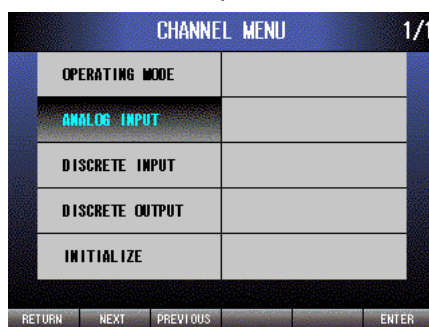 CHANNEL MENU 1/1
OPERATING MODE
ANALOG INPUT
DISCRETE INPUT
DISCRETE OUTPUT
INITIALIZE
RETURN NEXT PREVIOUS ENTER